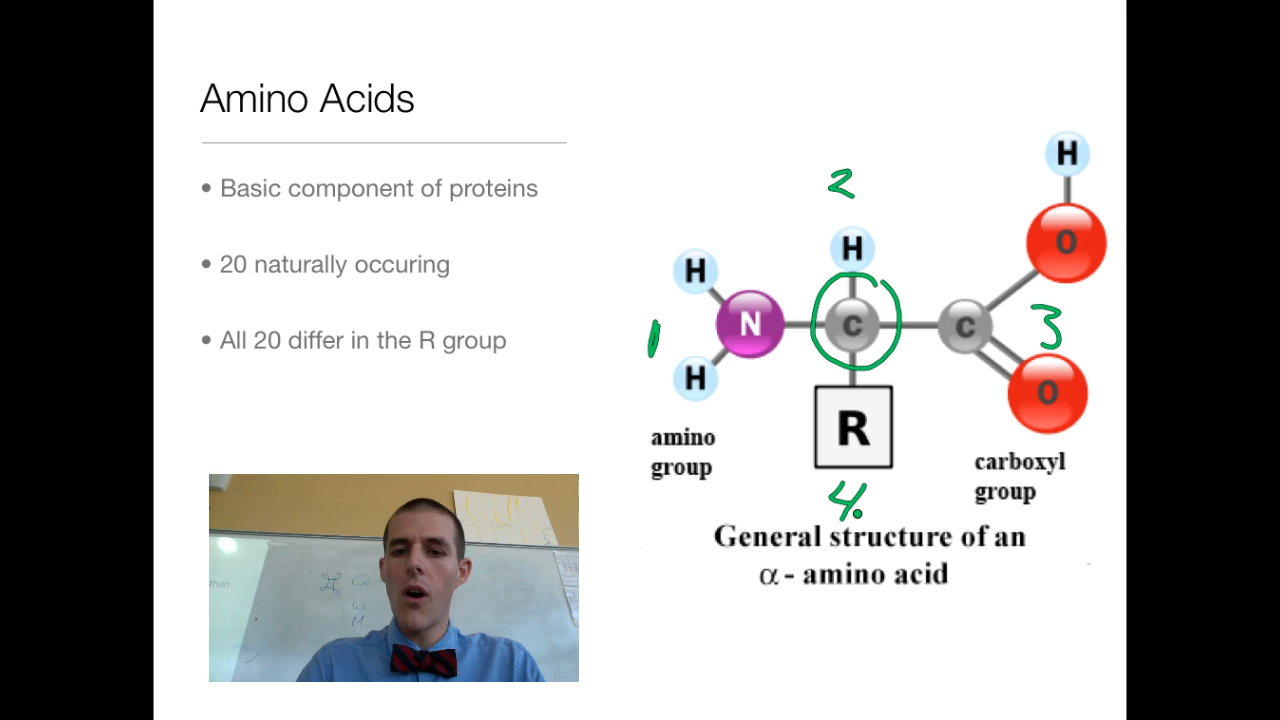 Amino Acids
• Basic component of proteins
• 20 naturally occuring
• All 20 differ in the R group
H
2
H
O
H
1
N
C
C
3
H
O
R
amino
group
carboxyl
group
4.
General structure of an
α - amino acid
than
Q
W
M